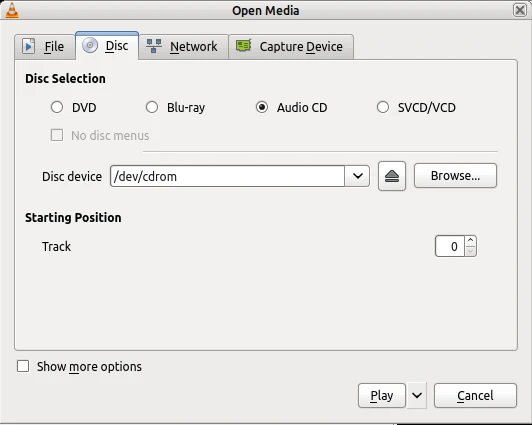 Open Media
File Disc Network Capture Device
Disc Selection
DVD Blu-ray Audio CD SVCD/VCD
No disc menus
Disc device /dev/cdrom Browse...
Starting Position
Track 0
Show more options
Play Cancel